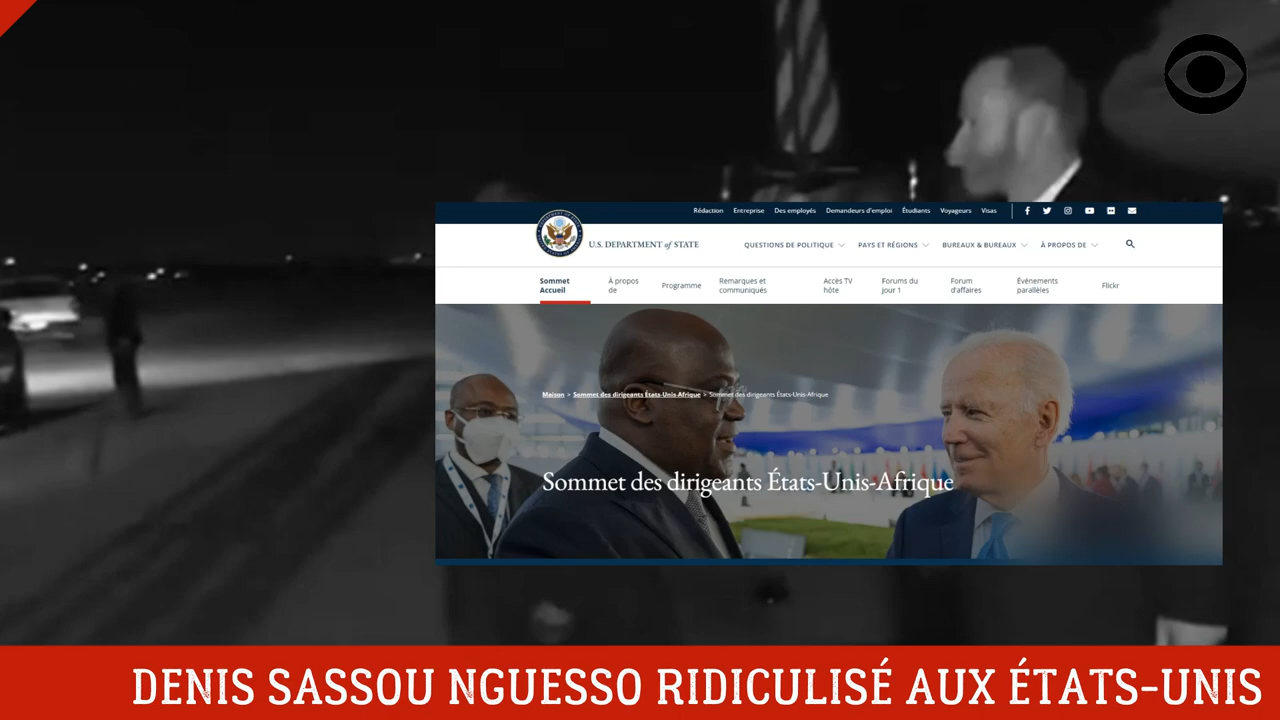 Rédaction Entreprise Des employés Demandeurs d'emploi Étudiants Voyageurs Visas
U.S. DEPARTMENT of STATE
QUESTIONS DE POLITIQUE PAYS ET RÉGIONS BUREAUX & BUREAUX À PROPOS DE
Sommet
Accueil
À propos
de
Programme
Remarques et
communiqués
Accès TV
hôte
Forums du
jour 1
Forum
d'affaires
Événements
parallèles
Flickr
Maison > Sommet des dirigeants États-Unis-Afrique > Sommet des dirigeants États-Unis-Afrique
Sommet des dirigeants États-Unis-Afrique
DENIS SASSOU NGUESSO RIDICULISÉ AUX ÉTATS-UNIS